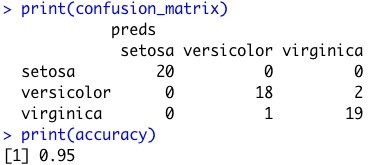 > print(confusion_matrix)
preds
setosa versicolor virginica
setosa 20 0 0
versicolor 0 18 2
virginica 0 1 19
> print(accuracy)
[1] 0.95